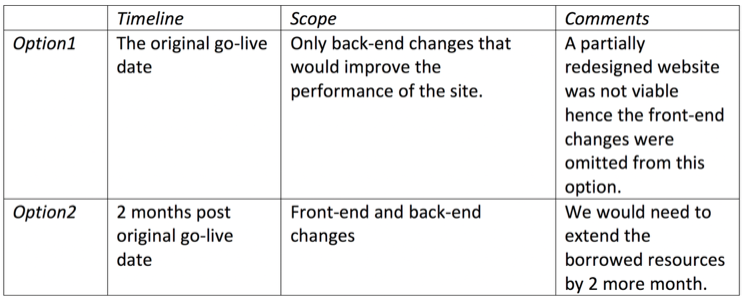 Timeline Scope Comments
Option1 The original go-live Only back-end changes that A partially
date would improve the redesigned website
performance of the site. was not viable
hence the front-end
changes were
omitted from this
option.
Option2 2 months post Front-end and back-end We would need to
original go-live changes extend the
date borrowed resources
by 2 more month.